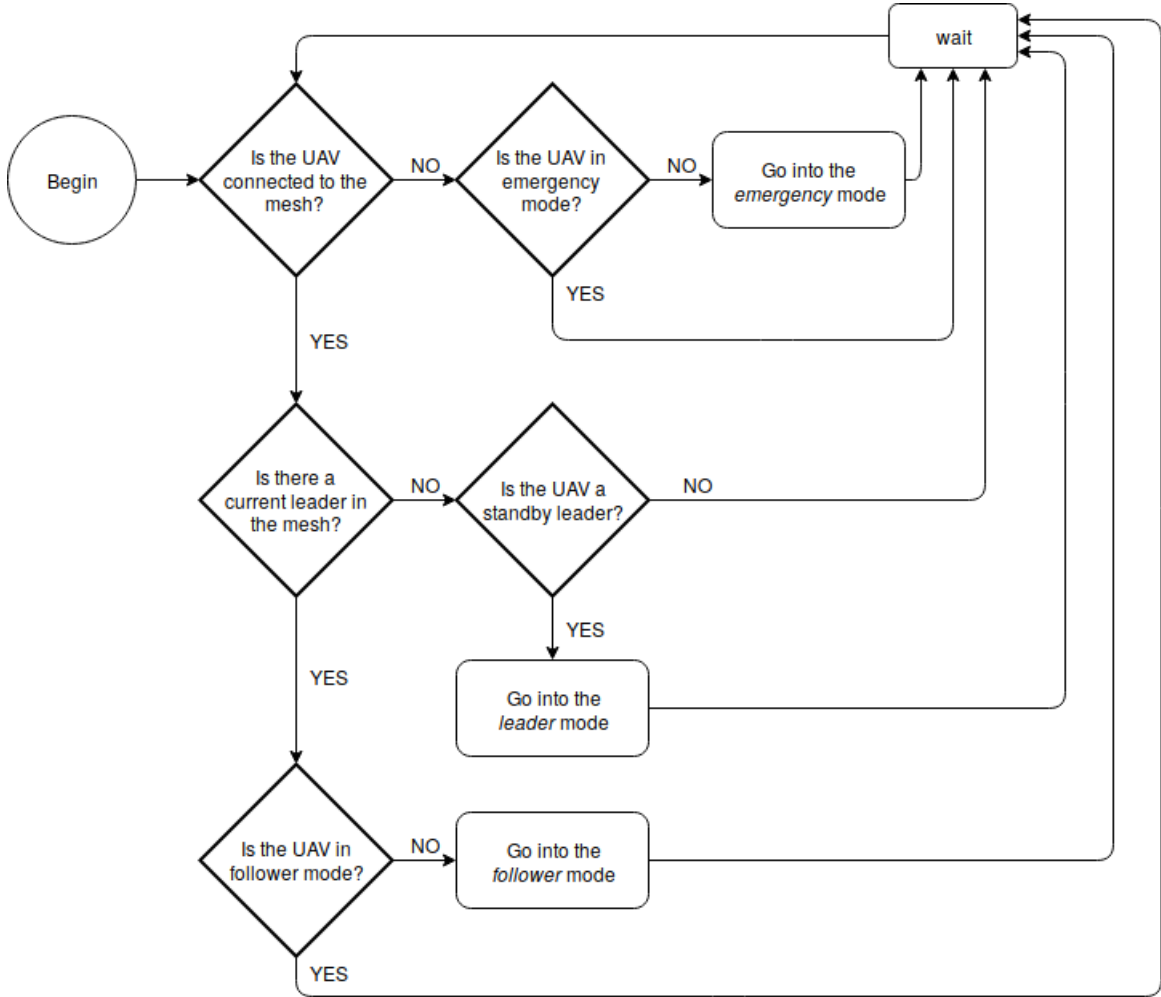 wait
Begin
Is the UAV
connected to the
mesh?
NO
Is the UAV in
emergency
mode?
NO
Go into the
emergency mode
YES
YES
Is there a
current leader in
the mesh?
NO
Is the UAV a
standby leader?
NO
YES
Go into the
leader mode
YES
Is the UAV in
follower mode?
NO
Go into the
follower mode
YES